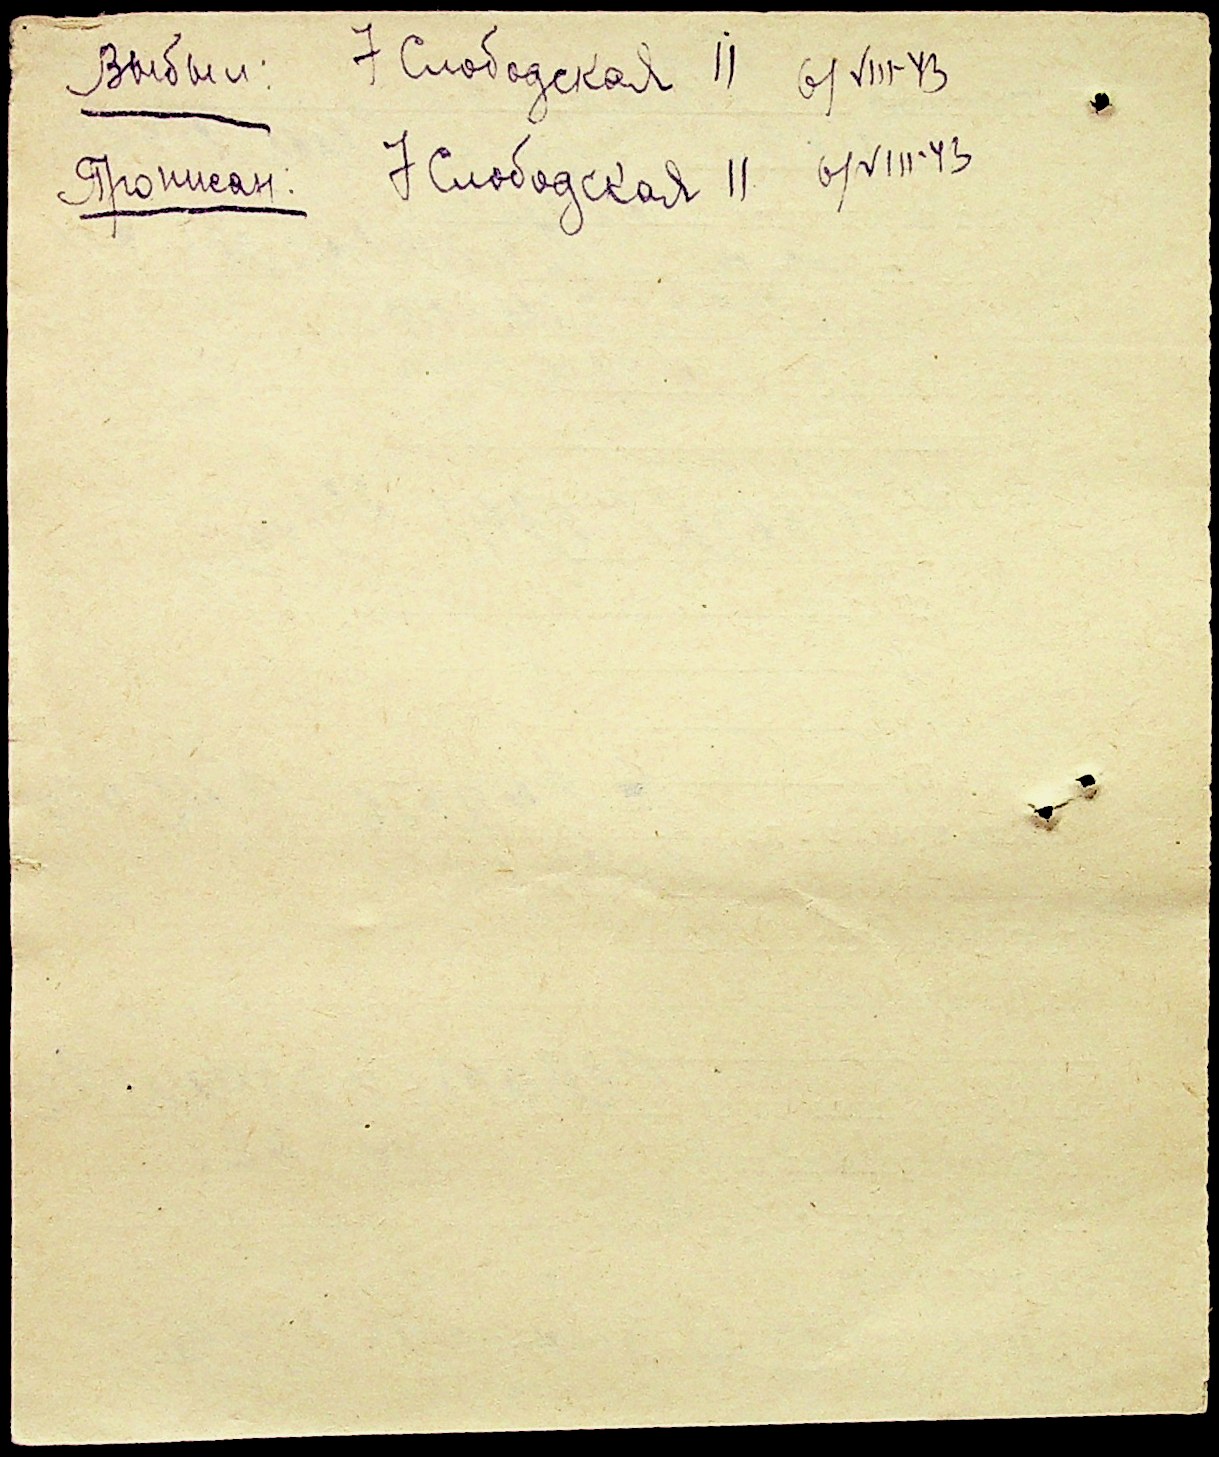 Выбыл: 7 Слободская 11 6/VIII-43
Прописан: 7 Слободская 11 6/VIII-43